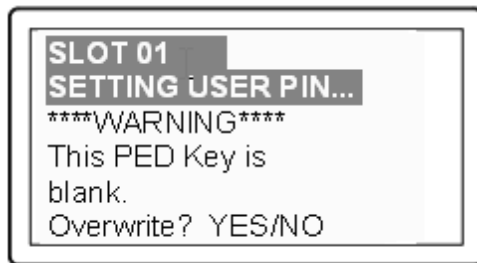 SLOT 01
SETTING USER PIN...
****WARNING****
This PED Key is
blank.
Overwrite? YES/NO